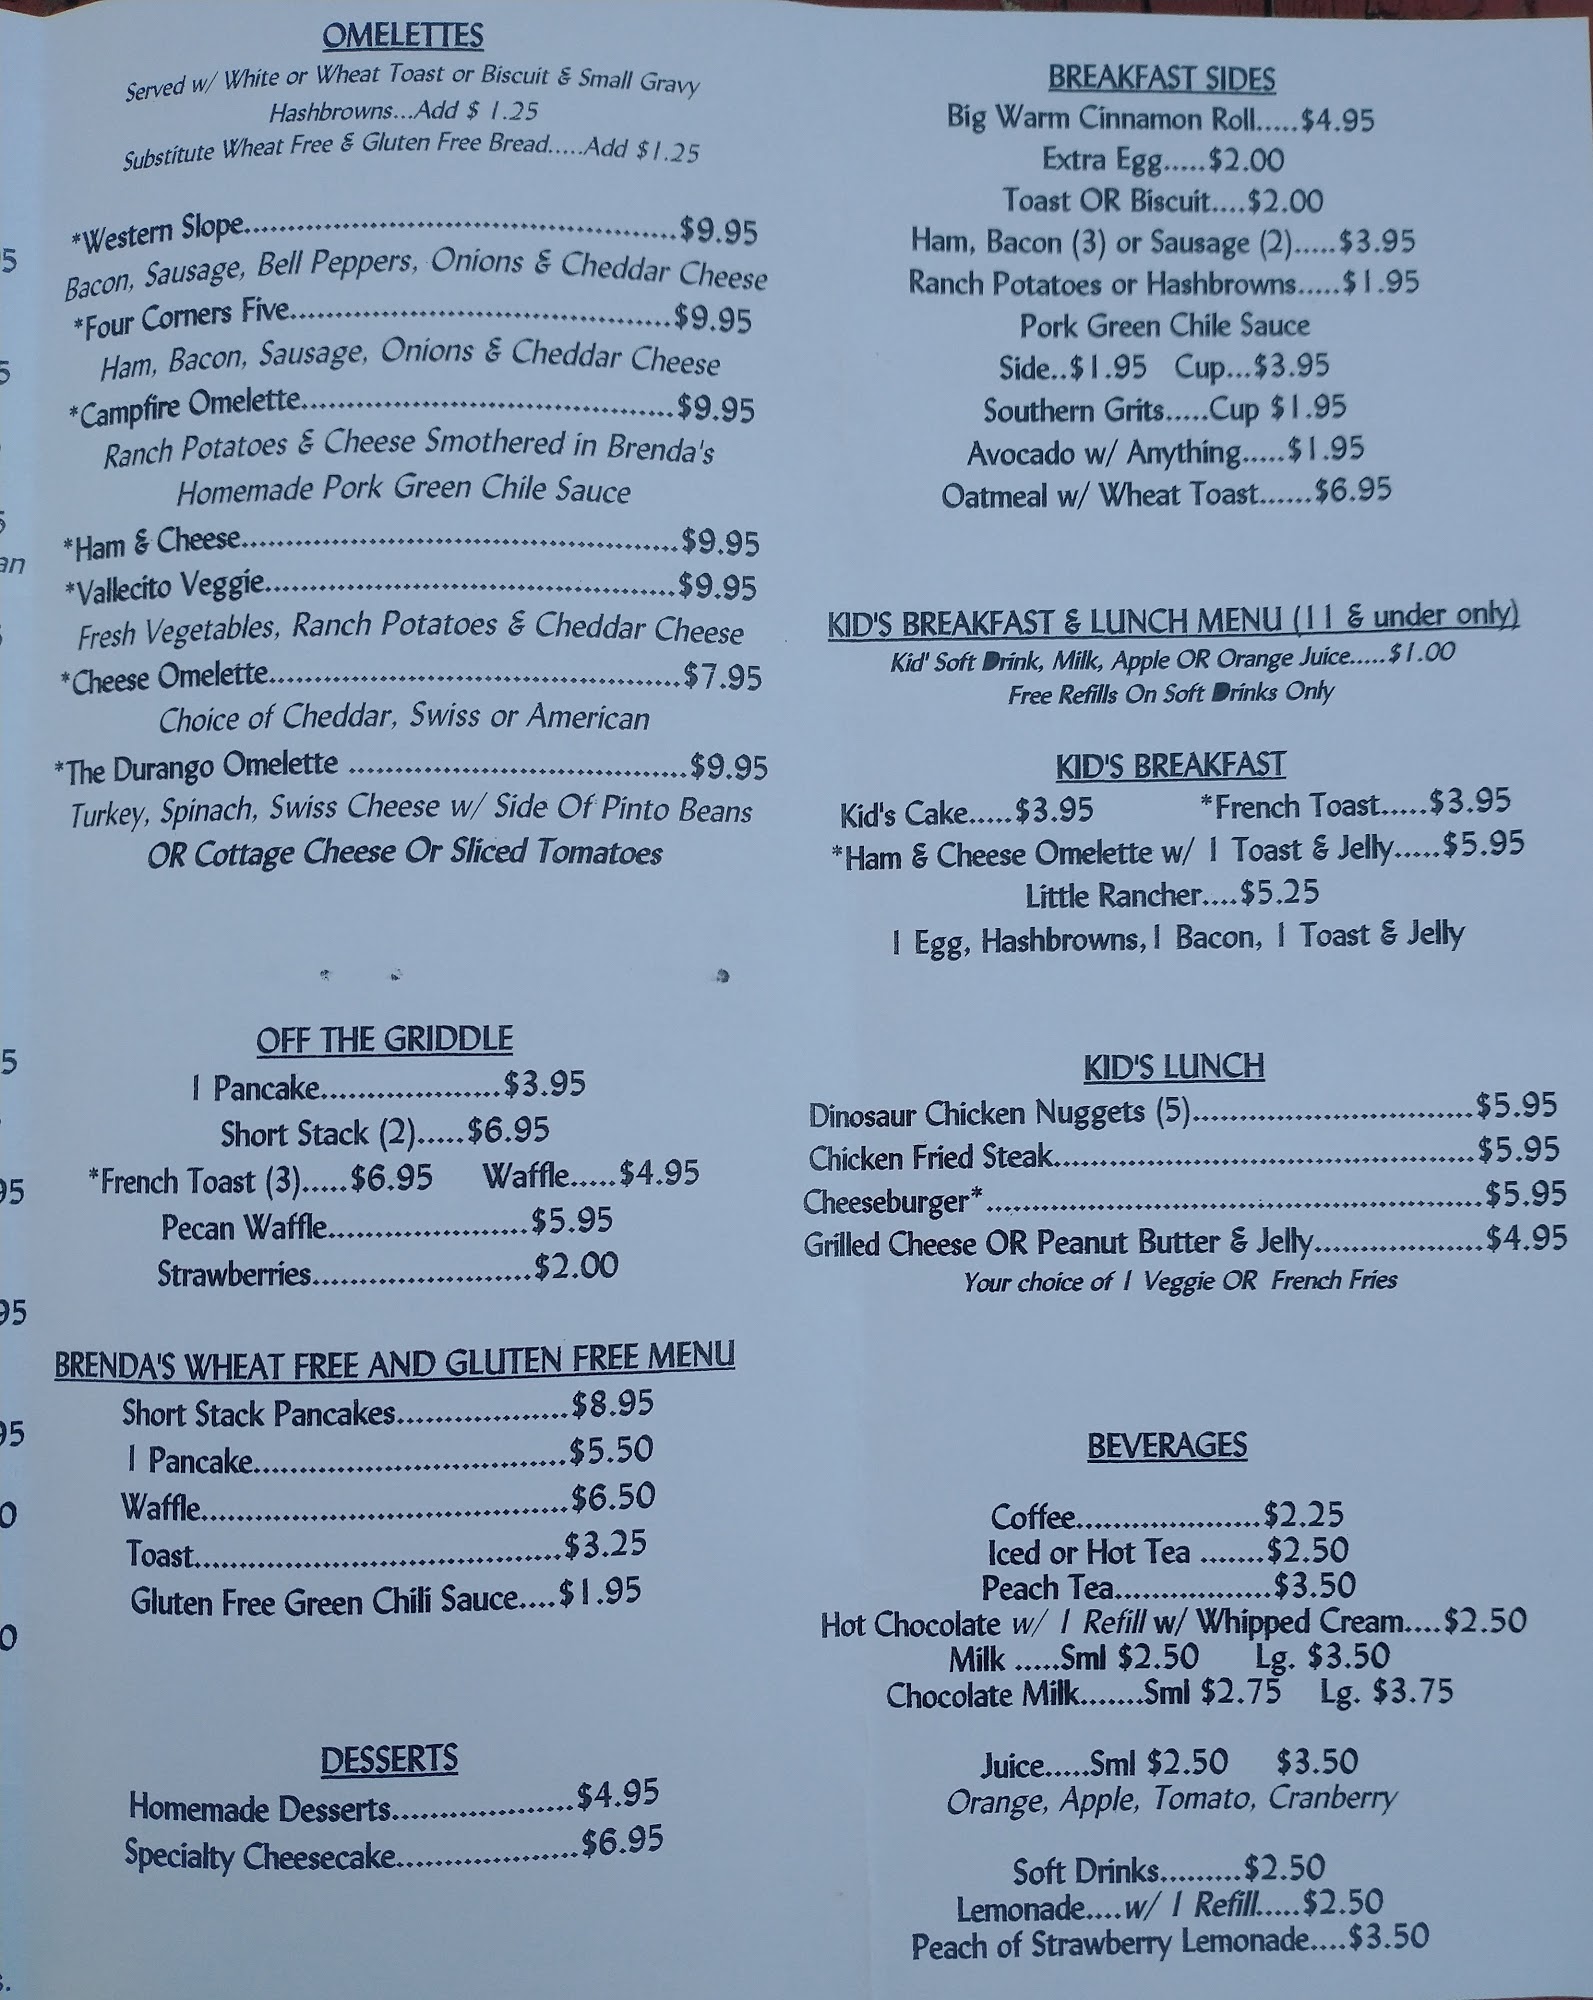 OMELETTES
Served w/ White or Wheat Toast or Biscuit & Small Gravy
Hashbrowns...Add $ 1.25
Substitute Wheat Free & Gluten Free Bread.....Add $1.25
*Western Slope.....$9.95
Bacon, Sausage, Bell Peppers, Onions & Cheddar Cheese
*Four Corners Five.....$9.95
Ham, Bacon, Sausage, Onions & Cheddar Cheese
*Campfire Omelette.....$9.95
Ranch Potatoes & Cheese Smothered in Brenda's
Homemade Pork Green Chile Sauce
*Ham & Cheese.....$9.95
*Vallecito Veggie.....$9.95
Fresh Vegetables, Ranch Potatoes & Cheddar Cheese
*Cheese Omelette.....$7.95
Choice of Cheddar, Swiss or American
*The Durango Omelette .....$9.95
Turkey, Spinach, Swiss Cheese w/ Side Of Pinto Beans
OR Cottage Cheese Or Sliced Tomatoes
OFF THE GRIDDLE
1 Pancake.....$3.95
Short Stack (2).....$6.95
*French Toast (3).....$6.95 Waffle.....$4.95
Pecan Waffle.....$5.95
Strawberries.....$2.00
BRENDA'S WHEAT FREE AND GLUTEN FREE MENU
Short Stack Pancakes.....$8.95
1 Pancake.....$5.50
Waffle.....$6.50
Toast.....$3.25
Gluten Free Green Chili Sauce....$1.95
DESSERTS
Homemade Desserts.....$4.95
Specialty Cheesecake.....$6.95
BREAKFAST SIDES
Big Warm Cinnamon Roll.....$4.95
Extra Egg.....$2.00
Toast OR Biscuit....$2.00
Ham, Bacon (3) or Sausage (2).....$3.95
Ranch Potatoes or Hashbrowns.....$1.95
Pork Green Chile Sauce
Side..$1.95 Cup...$3.95
Southern Grits.....Cup $1.95
Avocado w/ Anything.....$1.95
Oatmeal w/ Wheat Toast......$6.95
KID'S BREAKFAST & LUNCH MENU (11 & under only)
Kid' Soft Drink, Milk, Apple OR Orange Juice.....$1.00
Free Refills On Soft Drinks Only
KID'S BREAKFAST
Kid's Cake.....$3.95 *French Toast.....$3.95
*Ham & Cheese Omelette w/ 1 Toast & Jelly.....$5.95
Little Rancher....$5.25
1 Egg, Hashbrowns,1 Bacon, 1 Toast & Jelly
KID'S LUNCH
Dinosaur Chicken Nuggets (5).....$5.95
Chicken Fried Steak.....$5.95
Cheeseburger* .....$5.95
Grilled Cheese OR Peanut Butter & Jelly.....$4.95
Your choice of 1 Veggie OR French Fries
BEVERAGES
Coffee.....$2.25
Iced or Hot Tea .......$2.50
Peach Tea.....$3.50
Hot Chocolate w/ 1 Refill w/ Whipped Cream....$2.50
Milk .....Sml $2.50 Lg. $3.50
Chocolate Milk.......Sml $2.75 Lg. $3.75
Juice.....Sml $2.50 $3.50
Orange, Apple, Tomato, Cranberry
Soft Drinks.........$2.50
Lemonade....w/ 1 Refill.....$2.50
Peach of Strawberry Lemonade....$3.50